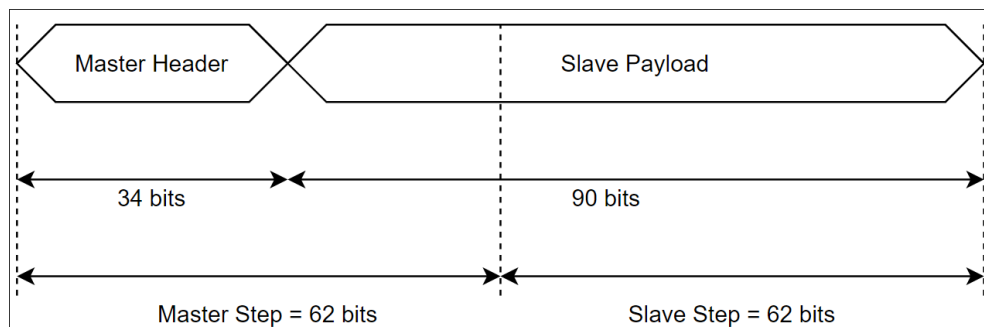 Master Header
Slave Payload
34 bits
90 bits
Master Step = 62 bits
Slave Step = 62 bits